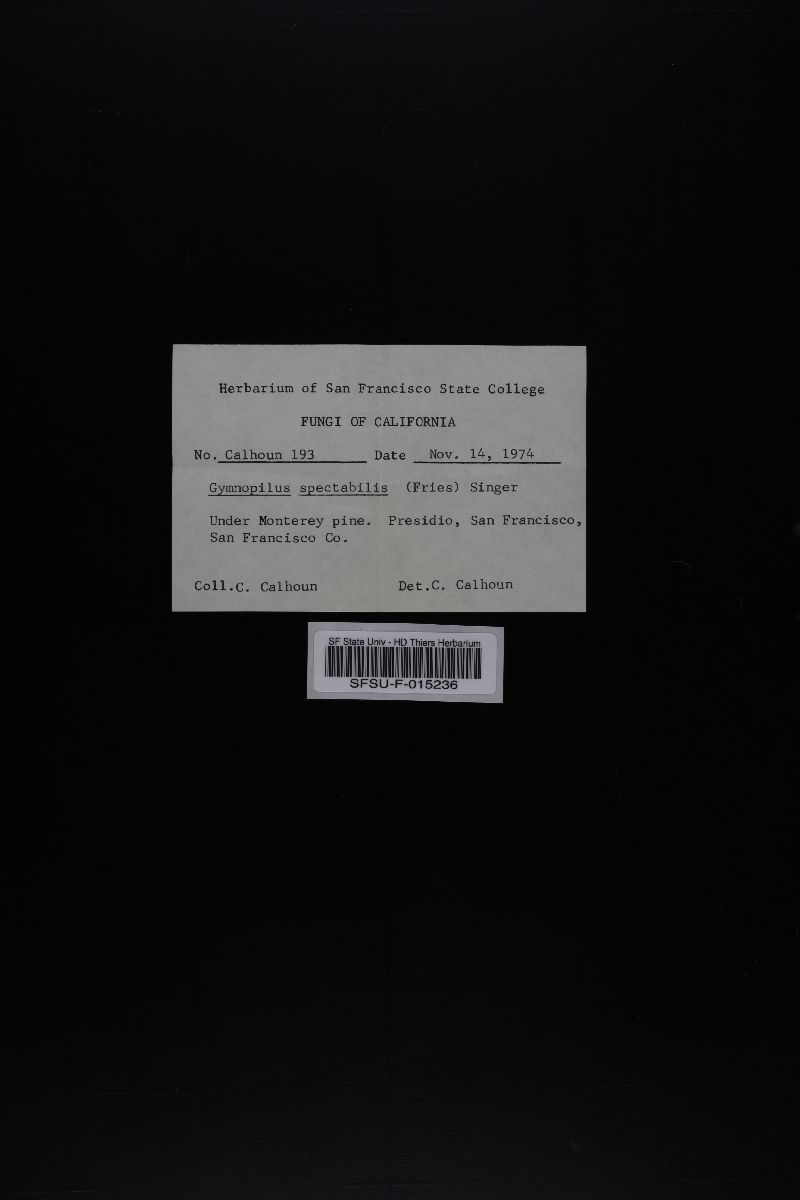 Herbarium of San Francisco State College
FUNGI OF CALIFORNIA
No. Calhoun 193 Date Nov. 14, 1974
Gymnopilus spectabilis (Fries) Singer
Under Monterey pine. Presidio, San Francisco,
San Francisco Co.
Coll.C. Calhoun Det.C. Calhoun
SF State Univ - HD Thiers Herbarium
SFSU-F-015236